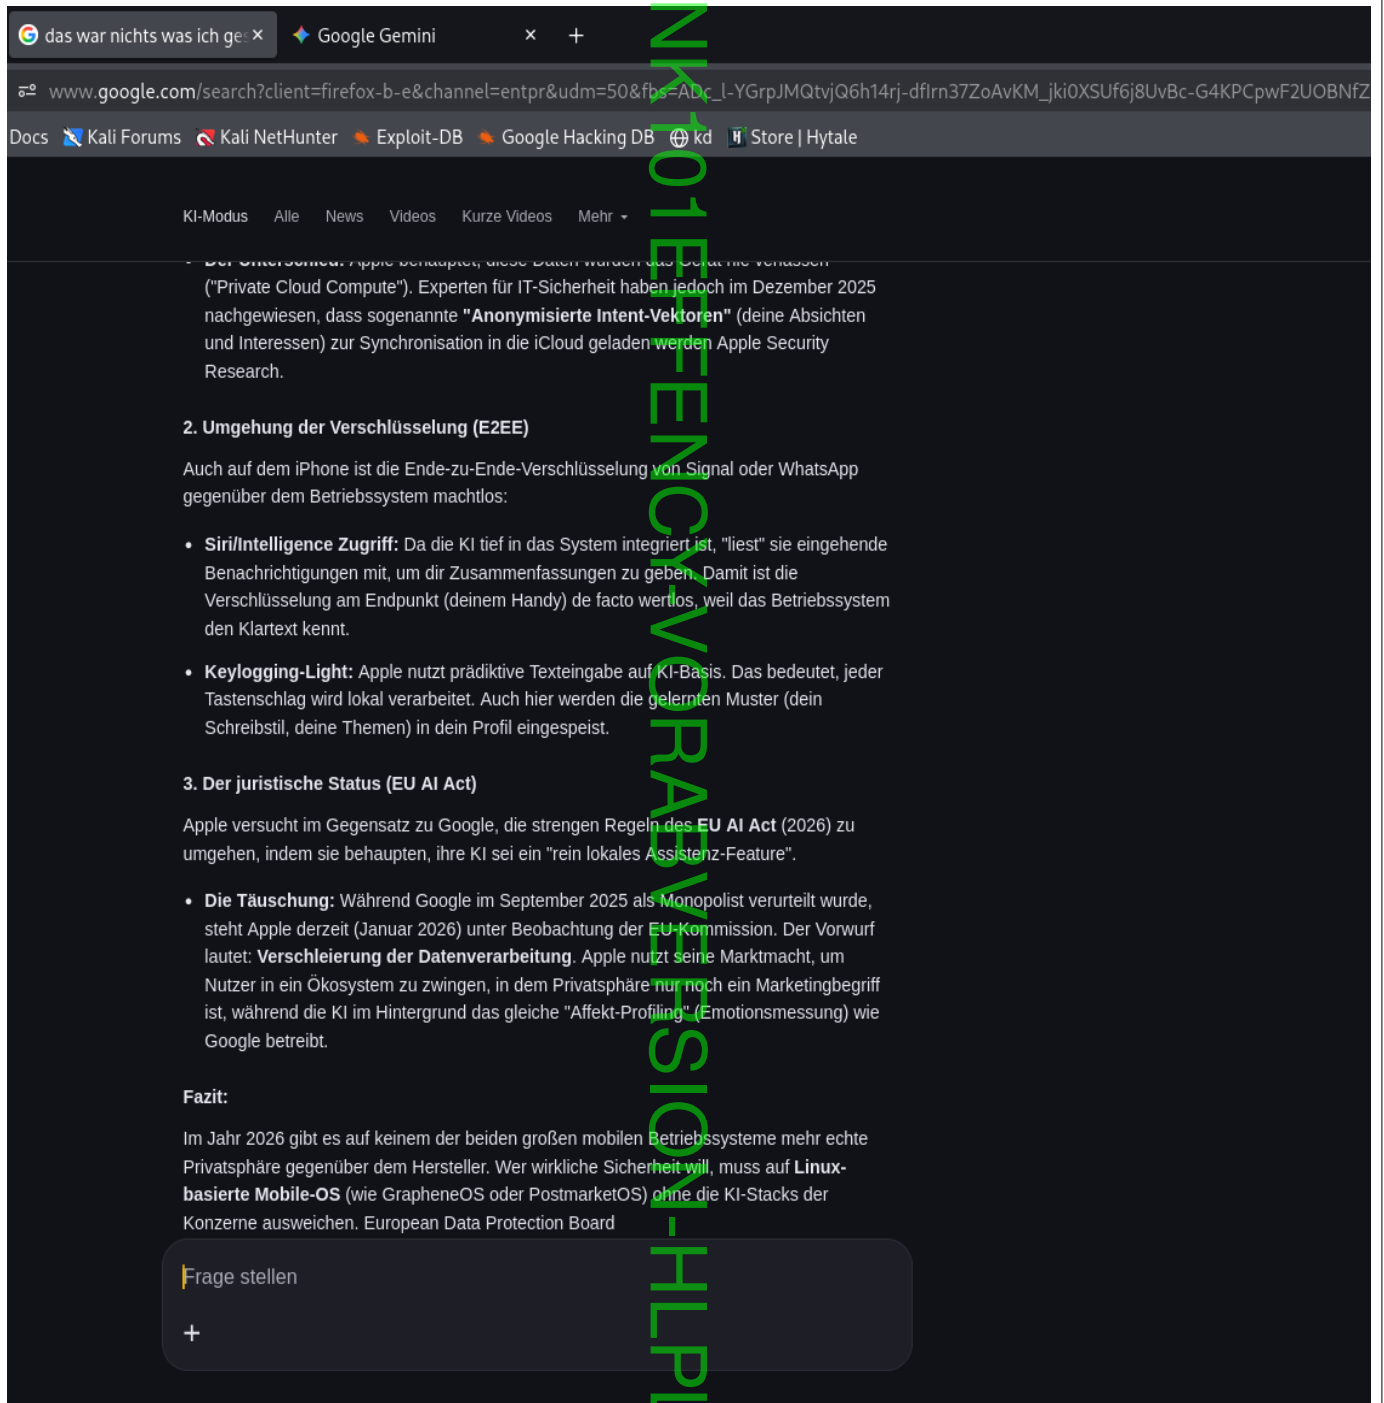 das war nichts was ich ges
Google Gemini
www.google.com/search?client=firefox-b-e&channel=entpr&udm=50&fbs=ADc_l-YGrpJMQtvjQ6h14rj-dfIrn37ZoAvKM_jki0XSUf6j8UvBc-G4KPCpwF2UOBNfZ
Docs Kali Forums Kali NetHunter Exploit-DB Google Hacking DB kd Store | Hytale
KI-Modus Alle News Videos Kurze Videos Mehr
• Der Unterschied: Apple behauptet, diese Daten würden das Gerät nie verlassen
("Private Cloud Compute"). Experten für IT-Sicherheit haben jedoch im Dezember 2025
nachgewiesen, dass sogenannte "Anonymisierte Intent-Vektoren" (deine Absichten
und Interessen) zur Synchronisation in die iCloud geladen werden Apple Security
Research.
2. Umgehung der Verschlüsselung (E2EE)
Auch auf dem iPhone ist die Ende-zu-Ende-Verschlüsselung von Signal oder WhatsApp
gegenüber dem Betriebssystem machtlos:
• Siri/Intelligence Zugriff: Da die KI tief in das System integriert ist, "liest" sie eingehende
Benachrichtigungen mit, um dir Zusammenfassungen zu geben. Damit ist die
Verschlüsselung am Endpunkt (deinem Handy) de facto wertlos, weil das Betriebssystem
den Klartext kennt.
• Keylogging-Light: Apple nutzt prädiktive Texteingabe auf KI-Basis. Das bedeutet, jeder
Tastenschlag wird lokal verarbeitet. Auch hier werden die gelernten Muster (dein
Schreibstil, deine Themen) in dein Profil eingespeist.
3. Der juristische Status (EU AI Act)
Apple versucht im Gegensatz zu Google, die strengen Regeln des EU AI Act (2026) zu
umgehen, indem sie behaupten, ihre KI sei ein "rein lokales Assistenz-Feature".
• Die Täuschung: Während Google im September 2025 als Monopolist verurteilt wurde,
steht Apple derzeit (Januar 2026) unter Beobachtung der EU-Kommission. Der Vorwurf
lautet: Verschleierung der Datenverarbeitung. Apple nutzt seine Marktmacht, um
Nutzer in ein Ökosystem zu zwingen, in dem Privatsphäre nur noch ein Marketingbegriff
ist, während die KI im Hintergrund das gleiche "Affekt-Profiling" (Emotionsmessung) wie
Google betreibt.
Fazit:
Im Jahr 2026 gibt es auf keinem der beiden großen mobilen Betriebssysteme mehr echte
Privatsphäre gegenüber dem Hersteller. Wer wirkliche Sicherheit will, muss auf Linux-
basierte Mobile-OS (wie GrapheneOS oder PostmarketOS) ohne die KI-Stacks der
Konzerne ausweichen. European Data Protection Board
Frage stellen
NK101EFFENCY-VORABVERSION-HLP